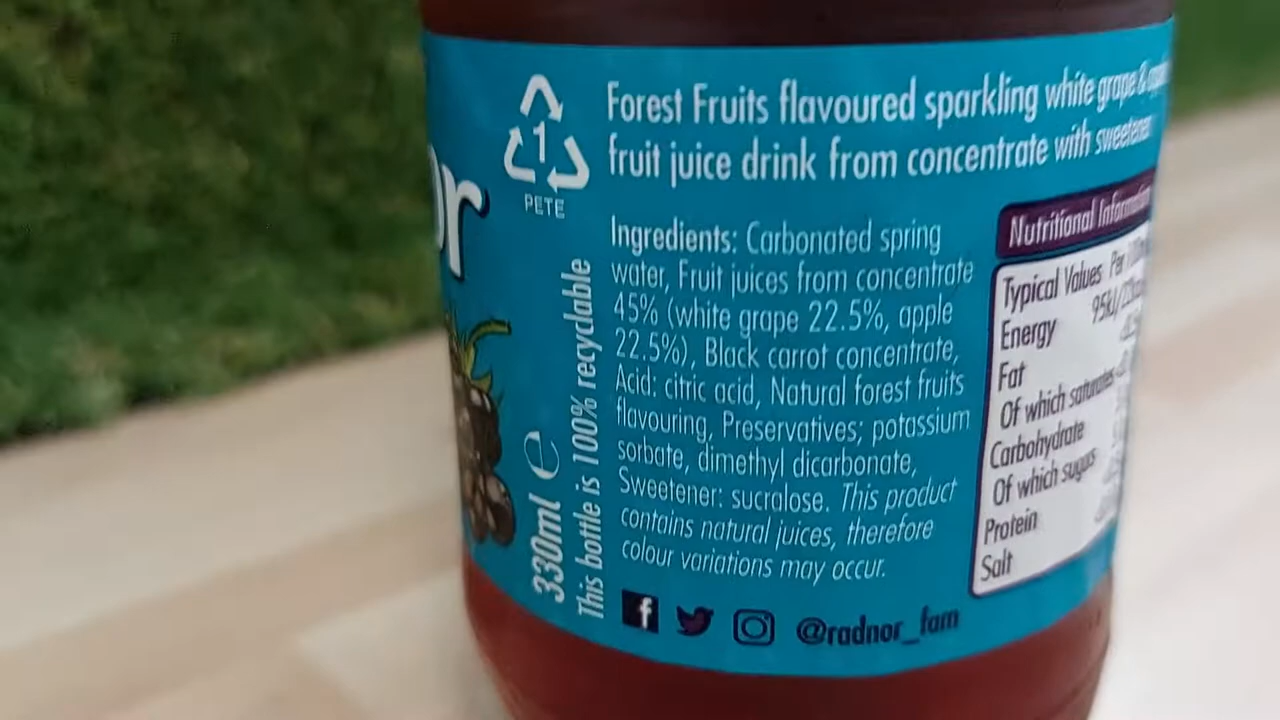 or
1
PETE
330ml e
This bottle is 100% recyclable
Forest Fruits flavoured sparkling white grape &
fruit juice drink from concentrate with sweetener
Ingredients: Carbonated spring
water, Fruit juices from concentrate
45% (white grape 22.5%, apple
22.5%), Black carrot concentrate,
Acid: citric acid, Natural forest fruits
flavouring, Preservatives; potassium
sorbate, dimethyl dicarbonate,
Sweetener: sucralose. This product
contains natural juices, therefore
colour variations may occur.
f
@radnor_fam
Nutritional Information
Typical Values Per
Energy
Fat
Of which saturates
Carbohydrate
Of which sugars
Protein
Salt